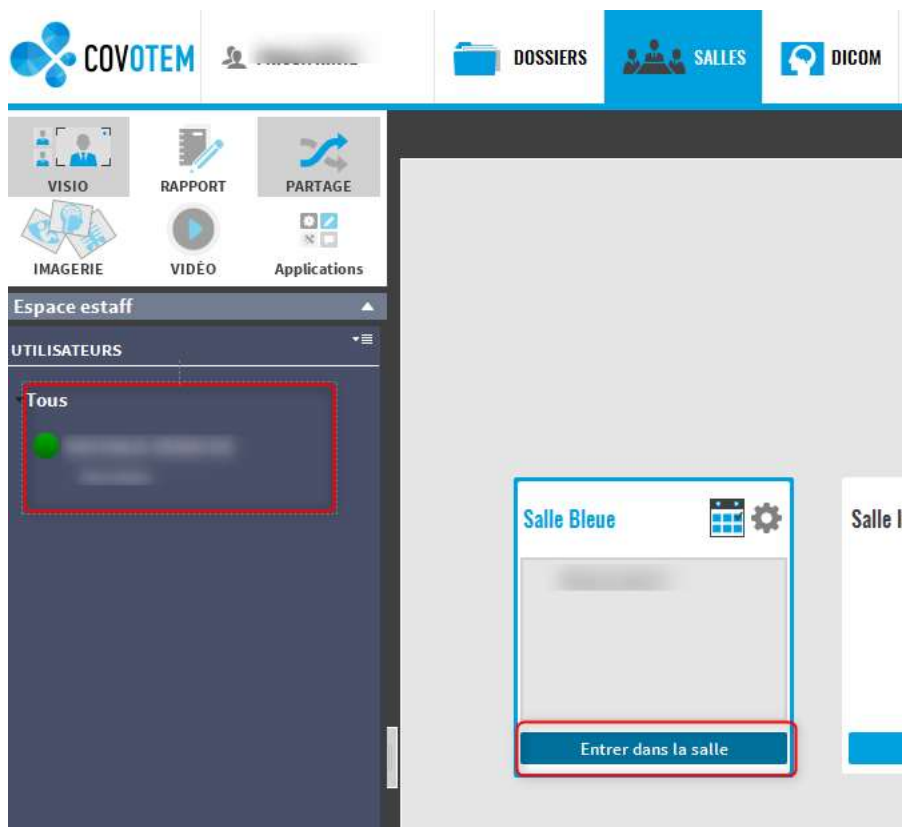 COVOTEM
DOSSIERS
SALLES
DICOM
VISIO
RAPPORT
PARTAGE
IMAGERIE
VIDÉO
Applications
Espace estaff
UTILISATEURS
Tous
Salle Bleue
Salle
Entrer dans la salle